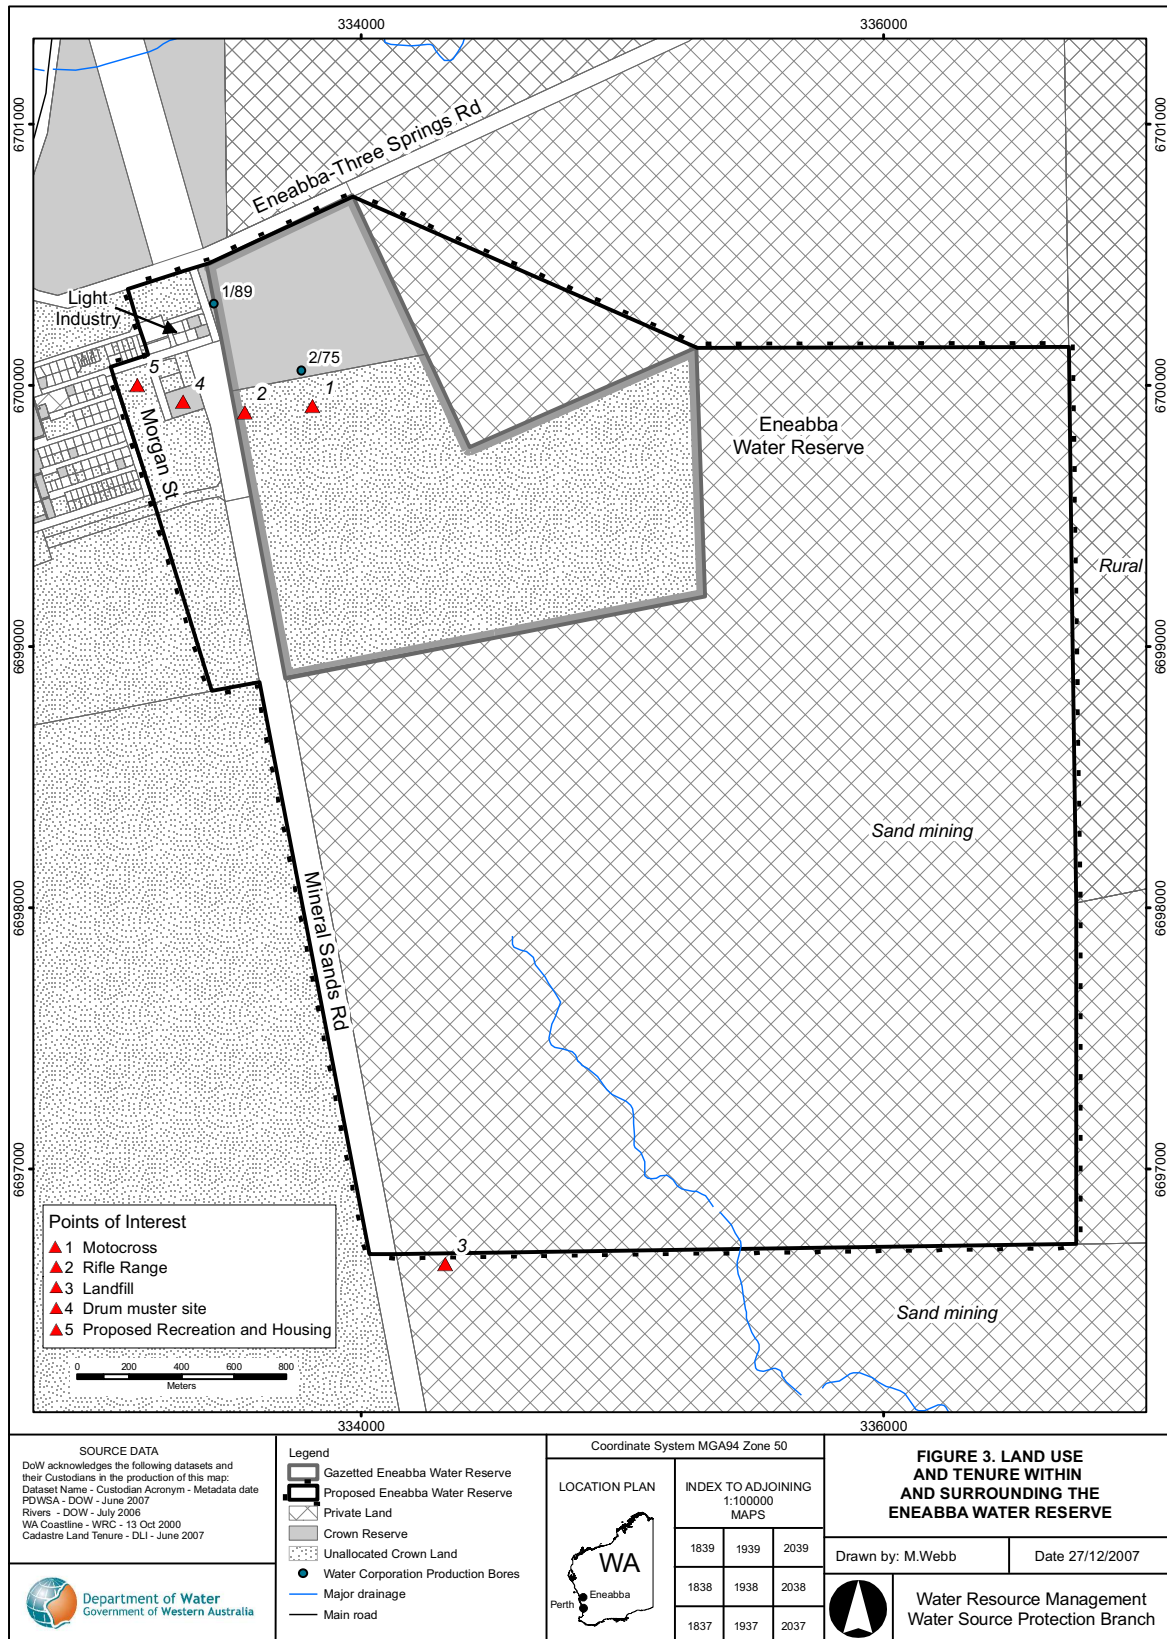 334000
336000
6701000
6701000
Eneabba-Three Springs Rd
Light
Industry
1/89
2/75
5
4
2
1
6700000
6700000
Eneabba
Water Reserve
Morgan St
Rural
6699000
6699000
Sand mining
Mineral Sands Rd
6698000
6698000
6697000
6697000
3
Sand mining
Points of Interest
1 Motocross
2 Rifle Range
3 Landfill
4 Drum muster site
5 Proposed Recreation and Housing
0 200 400 600 800
Meters
334000
336000
SOURCE DATA
DoW acknowledges the following datasets and
their Custodians in the production of this map:
Dataset Name - Custodian Acronym - Metadata date
PDWSA - DOW - June 2007
Rivers - DOW - July 2006
WA Coastline - WRC - 13 Oct 2000
Cadastre Land Tenure - DLI - June 2007
Department of Water
Government of Western Australia
Legend
Gazetted Eneabba Water Reserve
Proposed Eneabba Water Reserve
Private Land
Crown Reserve
Unallocated Crown Land
Water Corporation Production Bores
Major drainage
Main road
Coordinate System MGA94 Zone 50
LOCATION PLAN
WA
Eneabba
Perth
INDEX TO ADJOINING
1:100000
MAPS
1839 1939 2039
1838 1938 2038
1837 1937 2037
FIGURE 3. LAND USE
AND TENURE WITHIN
AND SURROUNDING THE
ENEABBA WATER RESERVE
Drawn by: M.Webb
Date 27/12/2007
Water Resource Management
Water Source Protection Branch